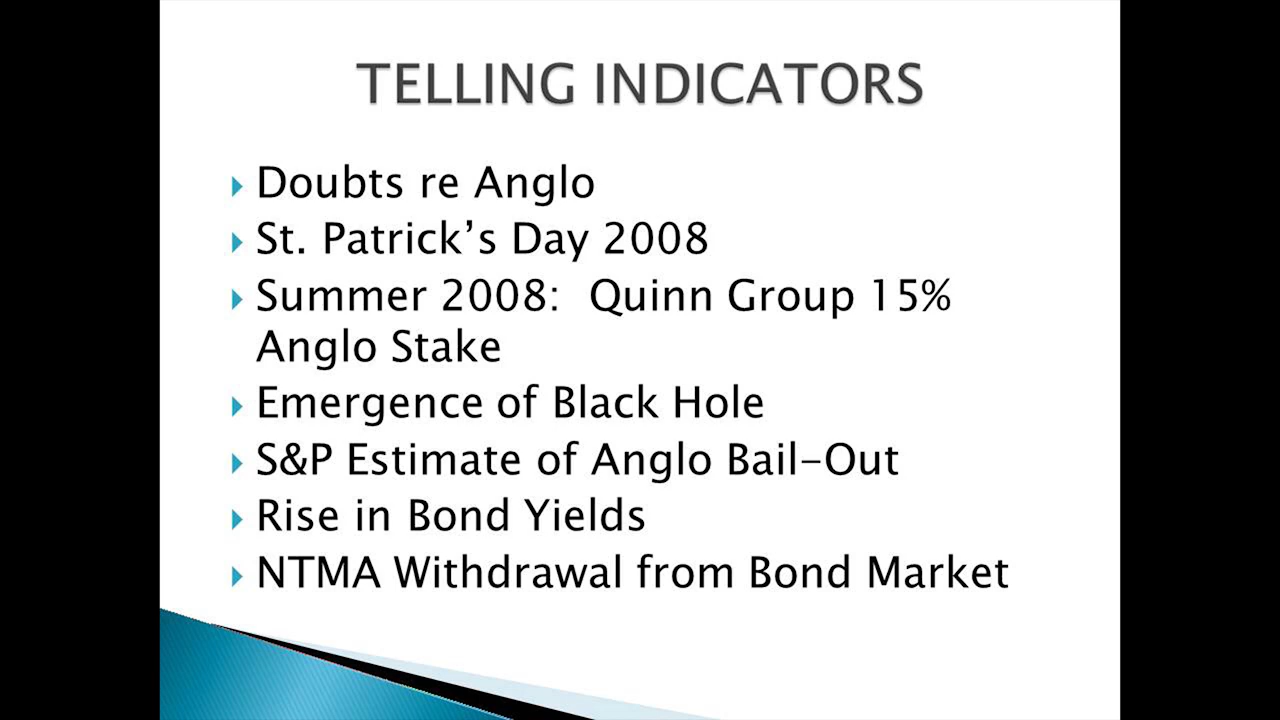 TELLING INDICATORS
Doubts re Anglo
St. Patrick’s Day 2008
Summer 2008:  Quinn Group 15%
Anglo Stake
Emergence of Black Hole
S&P Estimate of Anglo Bail-Out
Rise in Bond Yields
NTMA Withdrawal from Bond Market